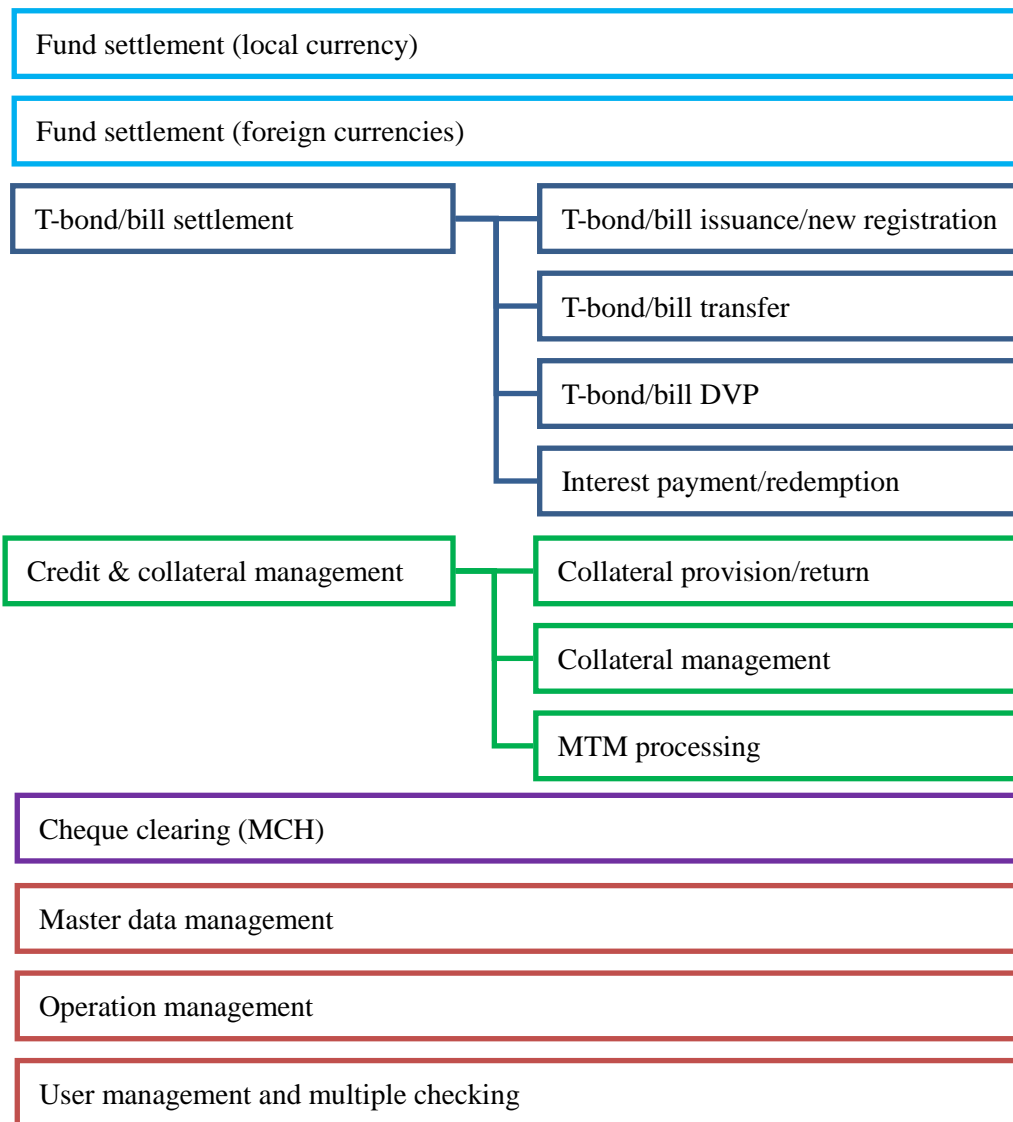 Fund settlement (local currency)
Fund settlement (foreign currencies)
T-bond/bill settlement
T-bond/bill issuance/new registration
T-bond/bill transfer
T-bond/bill DVP
Interest payment/redemption
Credit & collateral management
Collateral provision/return
Collateral management
MTM processing
Cheque clearing (MCH)
Master data management
Operation management
User management and multiple checking